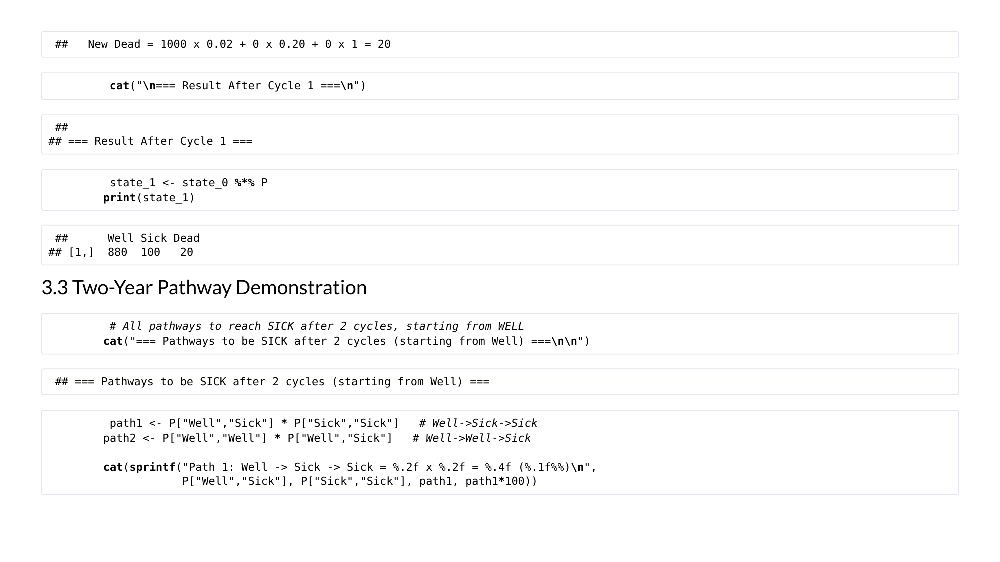 ##   New Dead = 1000 x 0.02 + 0 x 0.20 + 0 x 1 = 20
cat("\n=== Result After Cycle 1 ===\n")
##
## === Result After Cycle 1 ===
state_1 <- state_0 %*% P
print(state_1)
##      Well Sick Dead
## [1,]  880  100   20
3.3 Two-Year Pathway Demonstration
# All pathways to reach SICK after 2 cycles, starting from WELL
cat("=== Pathways to be SICK after 2 cycles (starting from Well) ===\n\n")
## === Pathways to be SICK after 2 cycles (starting from Well) ===
path1 <- P["Well","Sick"] * P["Sick","Sick"]   # Well->Sick->Sick
path2 <- P["Well","Well"] * P["Well","Sick"]   # Well->Well->Sick
cat(sprintf("Path 1: Well -> Sick -> Sick = %.2f x %.2f = %.4f (%.1f%%)\n",
P["Well","Sick"], P["Sick","Sick"], path1, path1*100))